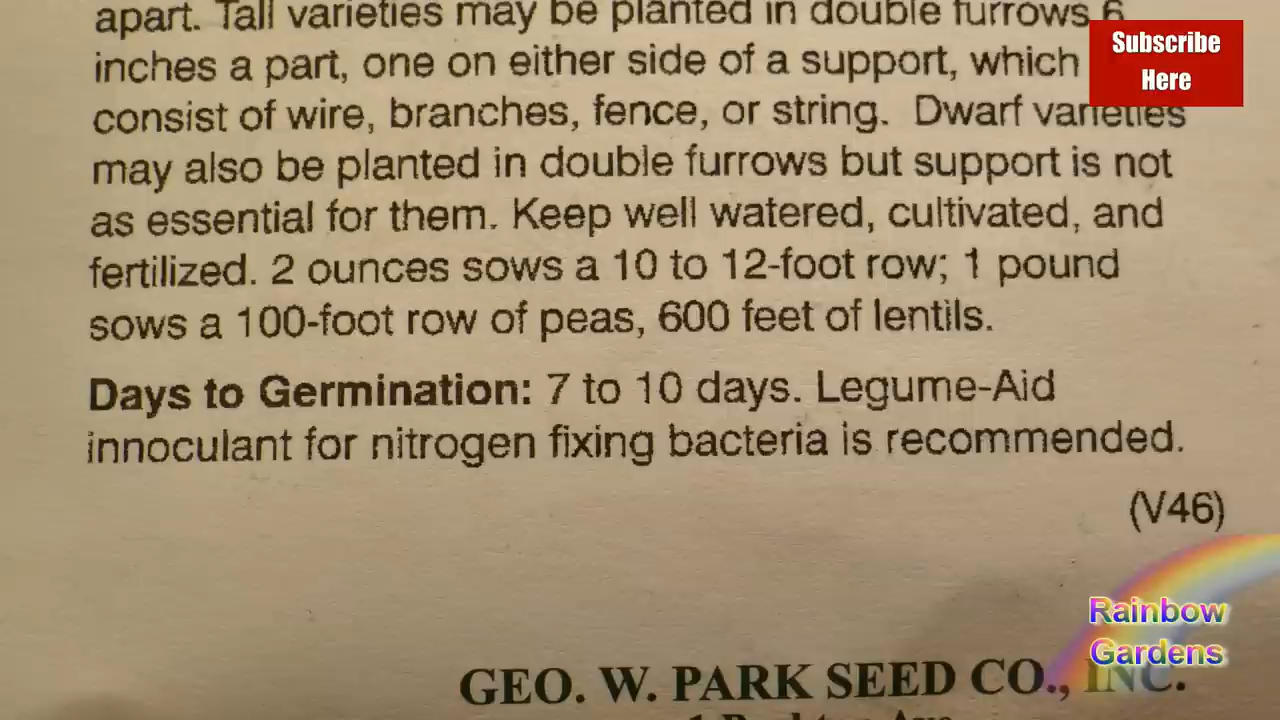 apart. Tall varieties may be planted in double furrows 6
inches a part, one on either side of a support, which
consist of wire, branches, fence, or string. Dwarf varieties
may also be planted in double furrows but support is not
as essential for them. Keep well watered, cultivated, and
fertilized. 2 ounces sows a 10 to 12-foot row; 1 pound
sows a 100-foot row of peas, 600 feet of lentils.
Days to Germination: 7 to 10 days. Legume-Aid
innoculant for nitrogen fixing bacteria is recommended.
(V46)
GEO. W. PARK SEED CO., INC.
Subscribe
Here
Rainbow
Gardens